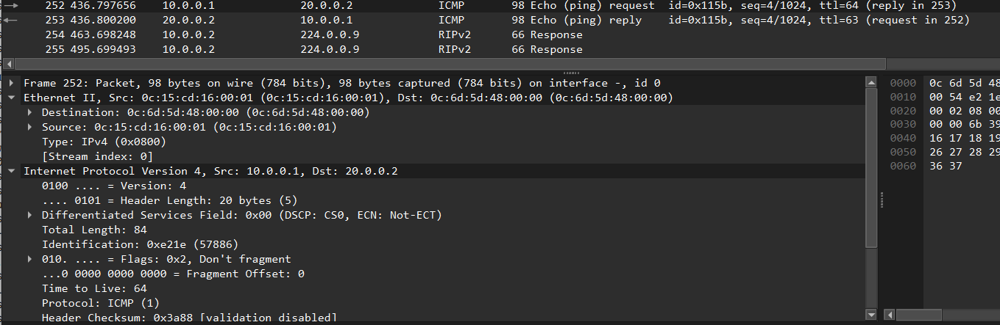 252 436.797656 10.0.0.1 20.0.0.2 ICMP 98 Echo (ping) request id=0x115b, seq=4/1024, ttl=64 (reply in 253)
253 436.800200 20.0.0.2 10.0.0.1 ICMP 98 Echo (ping) reply id=0x115b, seq=4/1024, ttl=63 (request in 252)
254 463.698248 10.0.0.2 224.0.0.9 RIPv2 66 Response
255 495.699493 10.0.0.2 224.0.0.9 RIPv2 66 Response
Frame 252: Packet, 98 bytes on wire (784 bits), 98 bytes captured (784 bits) on interface -, id 0
Ethernet II, Src: 0c:15:cd:16:00:01 (0c:15:cd:16:00:01), Dst: 0c:6d:5d:48:00:00 (0c:6d:5d:48:00:00)
Destination: 0c:6d:5d:48:00:00 (0c:6d:5d:48:00:00)
Source: 0c:15:cd:16:00:01 (0c:15:cd:16:00:01)
Type: IPv4 (0x0800)
[Stream index: 0]
Internet Protocol Version 4, Src: 10.0.0.1, Dst: 20.0.0.2
0100 .... = Version: 4
.... 0101 = Header Length: 20 bytes (5)
Differentiated Services Field: 0x00 (DSCP: CS0, ECN: Not-ECT)
Total Length: 84
Identification: 0xe21e (57886)
010. .... = Flags: 0x2, Don't fragment
...0 0000 0000 0000 = Fragment Offset: 0
Time to Live: 64
Protocol: ICMP (1)
Header Checksum: 0x3a88 [validation disabled]
0000 0c 6d 5d 48
0010 00 54 e2 1e
0020 00 02 08 00
0030 00 00 6b 39
0040 16 17 18 19
0050 26 27 28 29
0060 36 37